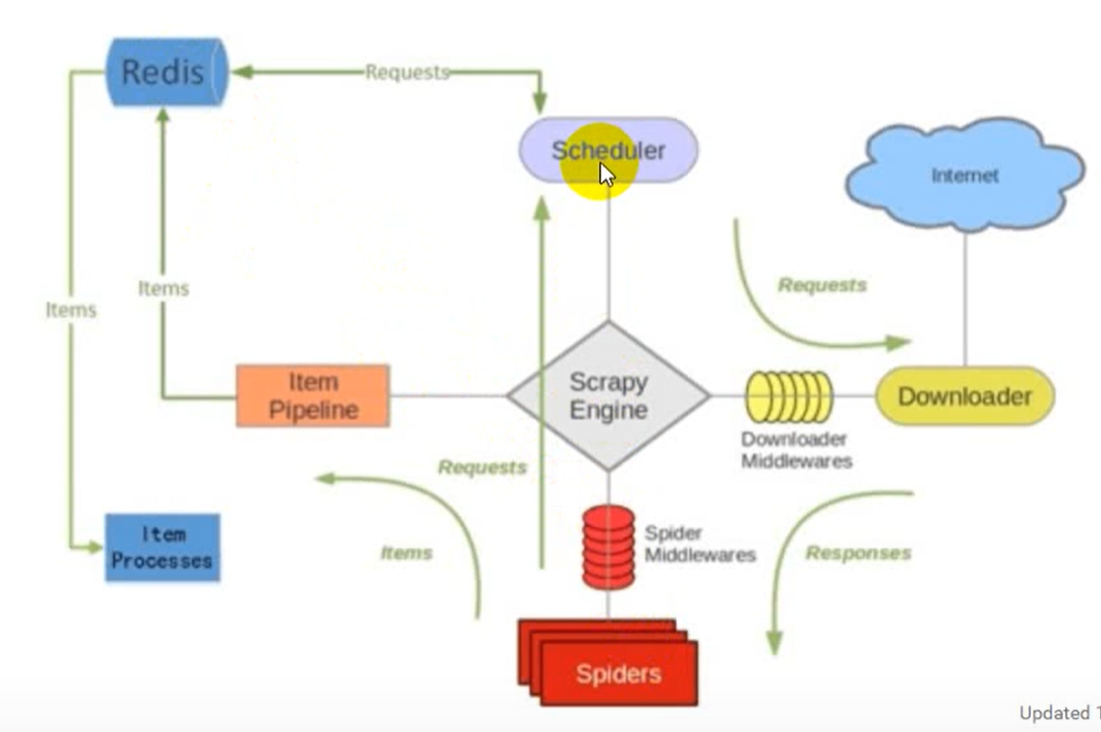 Redis
Requests
Scheduler
Internet
Requests
Items
Items
Item
Pipeline
Scrapy
Engine
Downloader
Downloader
Middlewares
Requests
Item
Processes
Items
Spider
Middlewares
Responses
Spiders
Updated 1